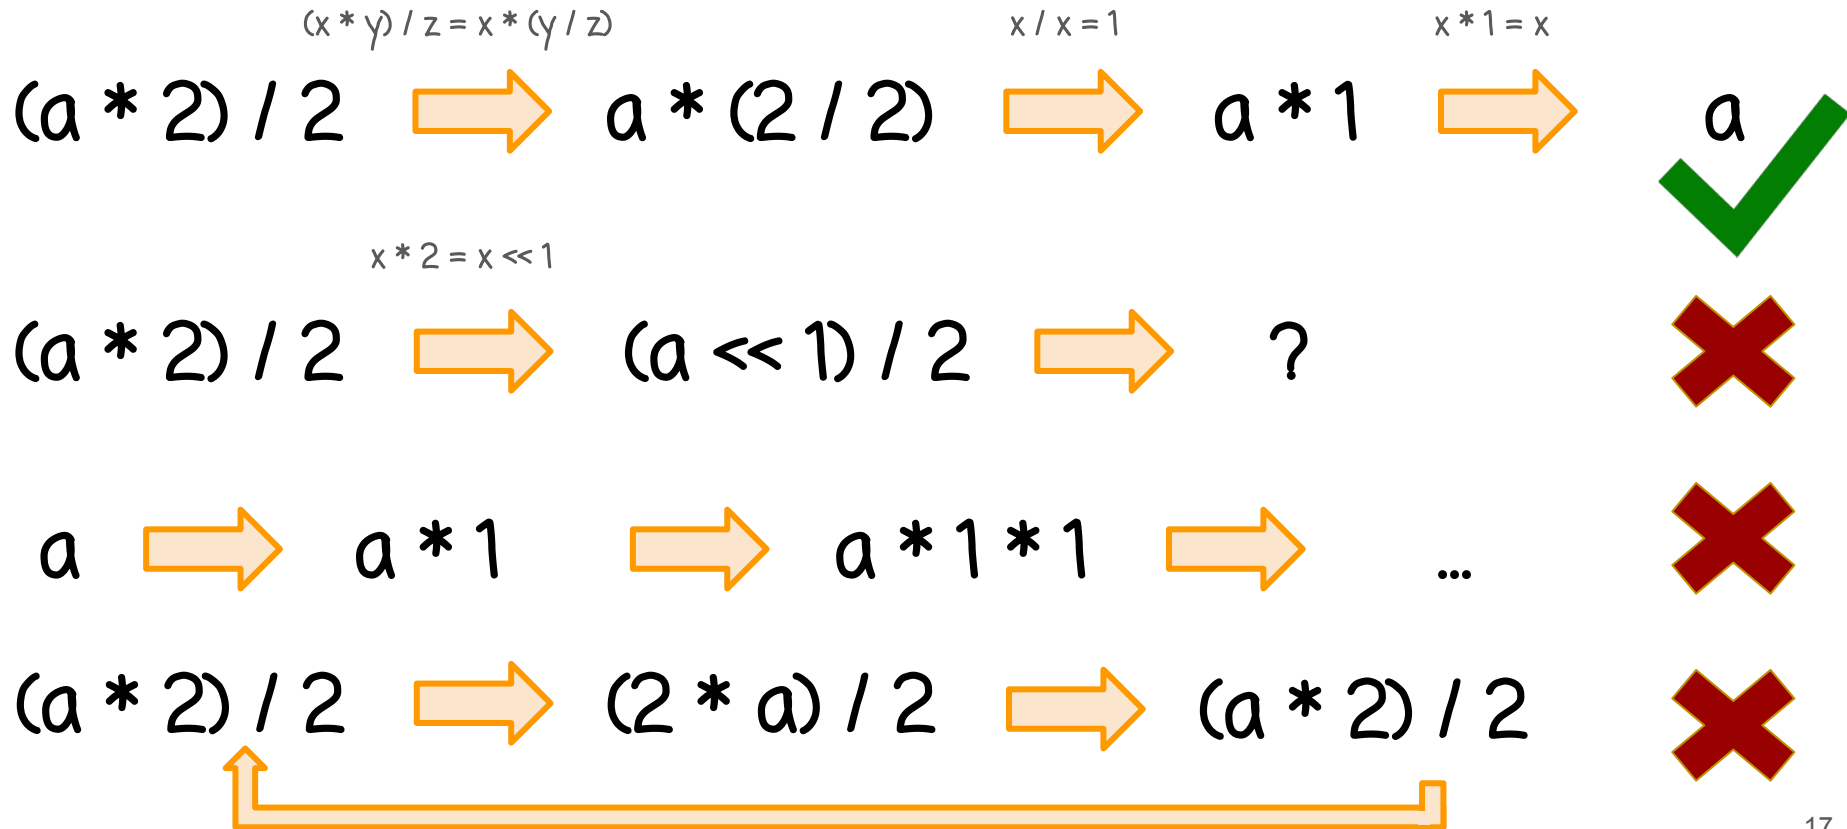 (x * y) / z = x * (y / z) x / x = 1 x * 1 = x
(a * 2) / 2 a * (2 / 2) a * 1 a
x * 2 = x << 1
(a * 2) / 2 (a << 1) / 2 ?
a a * 1 a * 1 * 1 ...
(a * 2) / 2 (2 * a) / 2 (a * 2) / 2
17